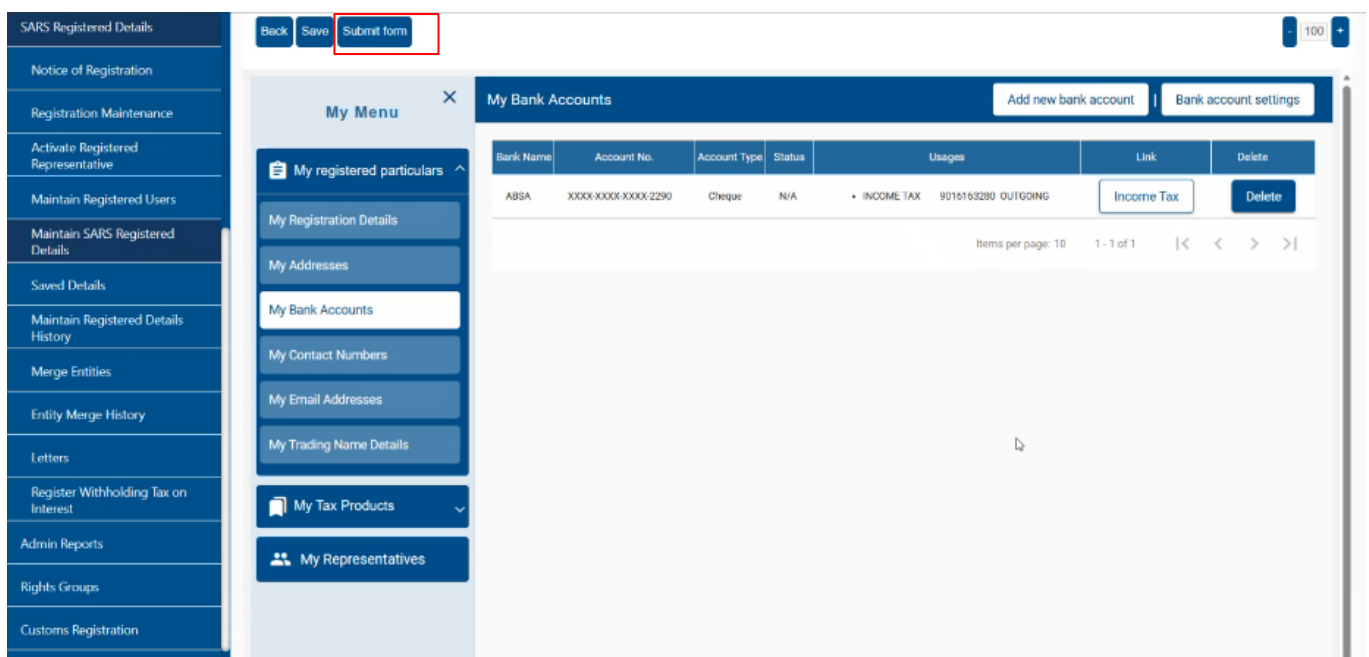 SARS Registered Details
Notice of Registration
Registration Maintenance
Activate Registered
Representative
Maintain Registered Users
Maintain SARS Registered
Details
Saved Details
Maintain Registered Details
History
Merge Entities
Entity Merge History
Letters
Register Withholding Tax on
Interest
Admin Reports
Rights Groups
Customs Registration
Back Save Submit form
- 100 +
My Menu
My registered particulars
My Registration Details
My Addresses
My Bank Accounts
My Contact Numbers
My Email Addresses
My Trading Name Details
My Tax Products
My Representatives
My Bank Accounts
Add new bank account | Bank account settings
Bank Name Account No. Account Type Status Usages Link Delete
ABSA XXXX-XXXX-XXXX-2290 Cheque N/A • INCOME TAX 9016163280 OUTGOING Income Tax Delete
Items per page: 10 1 - 1 of 1 |< < > >|